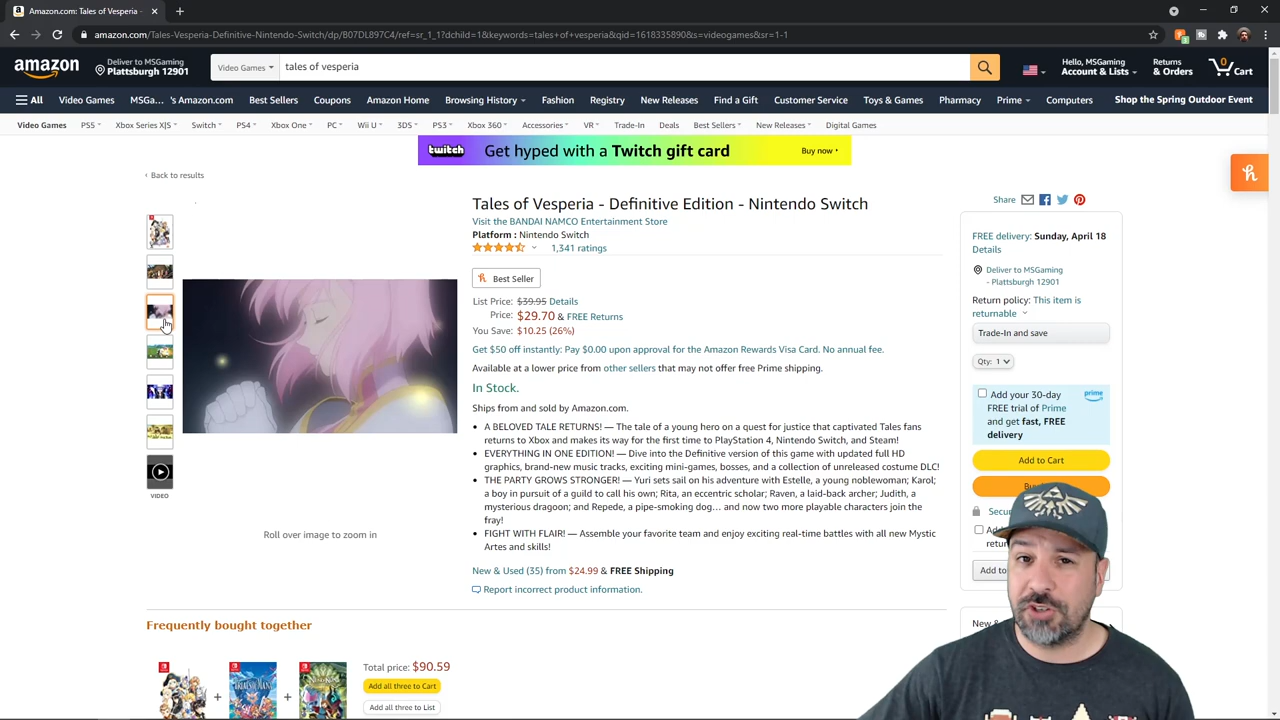 Amazon.com: Tales of Vesperia -
amazon.com/Tales-Vesperia-Definitive-Nintendo-Switch/dp/B07DL897C4/ref=sr_1_1?dchild=1&keywords=tales+of+vesperia&qid=1618335890&s=videogames&sr=1-1
amazon
Deliver to MSGaming
Plattsburgh 12901
Video Games
tales of vesperia
Hello, MSGaming
Account & Lists
Returns
& Orders
0
Cart
All
Video Games
MSGa... 's Amazon.com
Best Sellers
Coupons
Amazon Home
Browsing History
Fashion
Registry
New Releases
Find a Gift
Customer Service
Toys & Games
Pharmacy
Prime
Computers
Shop the Spring Outdoor Event
Video Games
PS5
Xbox Series X|S
Switch
PS4
Xbox One
PC
Wii U
3DS
PS3
Xbox 360
Accessories
VR
Trade-In
Deals
Best Sellers
New Releases
Digital Games
twitch Get hyped with a Twitch gift card Buy now ›
‹ Back to results
VIDEO
Roll over image to zoom in
Tales of Vesperia - Definitive Edition - Nintendo Switch
Visit the BANDAI NAMCO Entertainment Store
Platform : Nintendo Switch
1,341 ratings
Best Seller
List Price: $39.95 Details
Price: $29.70 & FREE Returns
You Save: $10.25 (26%)
Get $50 off instantly: Pay $0.00 upon approval for the Amazon Rewards Visa Card. No annual fee.
Available at a lower price from other sellers that may not offer free Prime shipping.
In Stock.
Ships from and sold by Amazon.com.
• A BELOVED TALE RETURNS! — The tale of a young hero on a quest for justice that captivated Tales fans
returns to Xbox and makes its way for the first time to PlayStation 4, Nintendo Switch, and Steam!
• EVERYTHING IN ONE EDITION! — Dive into the Definitive version of this game with updated full HD
graphics, brand-new music tracks, exciting mini-games, bosses, and a collection of unreleased costume DLC!
• THE PARTY GROWS STRONGER! — Yuri sets sail on his adventure with Estelle, a young noblewoman; Karol;
a boy in pursuit of a guild to call his own; Rita, an eccentric scholar; Raven, a laid-back archer; Judith, a
mysterious dragoon; and Repede, a pipe-smoking dog... and now two more playable characters join the
fray!
• FIGHT WITH FLAIR! — Assemble your favorite team and enjoy exciting real-time battles with all new Mystic
Artes and skills!
New & Used (35) from $24.99 & FREE Shipping
Report incorrect product information.
Share
FREE delivery: Sunday, April 18
Details
Deliver to MSGaming
- Plattsburgh 12901
Return policy: This item is
returnable
Trade-In and save
Qty: 1
Add your 30-day
FREE trial of Prime
and get fast, FREE
delivery
prime
Add to Cart
Bu
Secu
Ad
retur
Add to
New &
Frequently bought together
+
+
Total price: $90.59
Add all three to Cart
Add all three to List